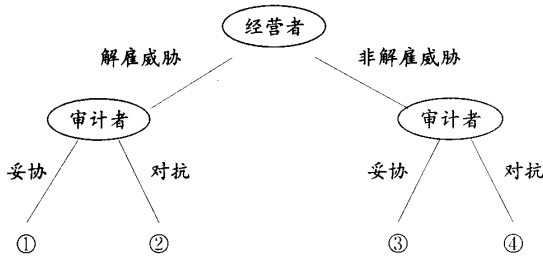 经营者
解雇威胁 非解雇威胁
审计者 审计者
妥协 对抗 妥协 对抗
① ② ③ ④